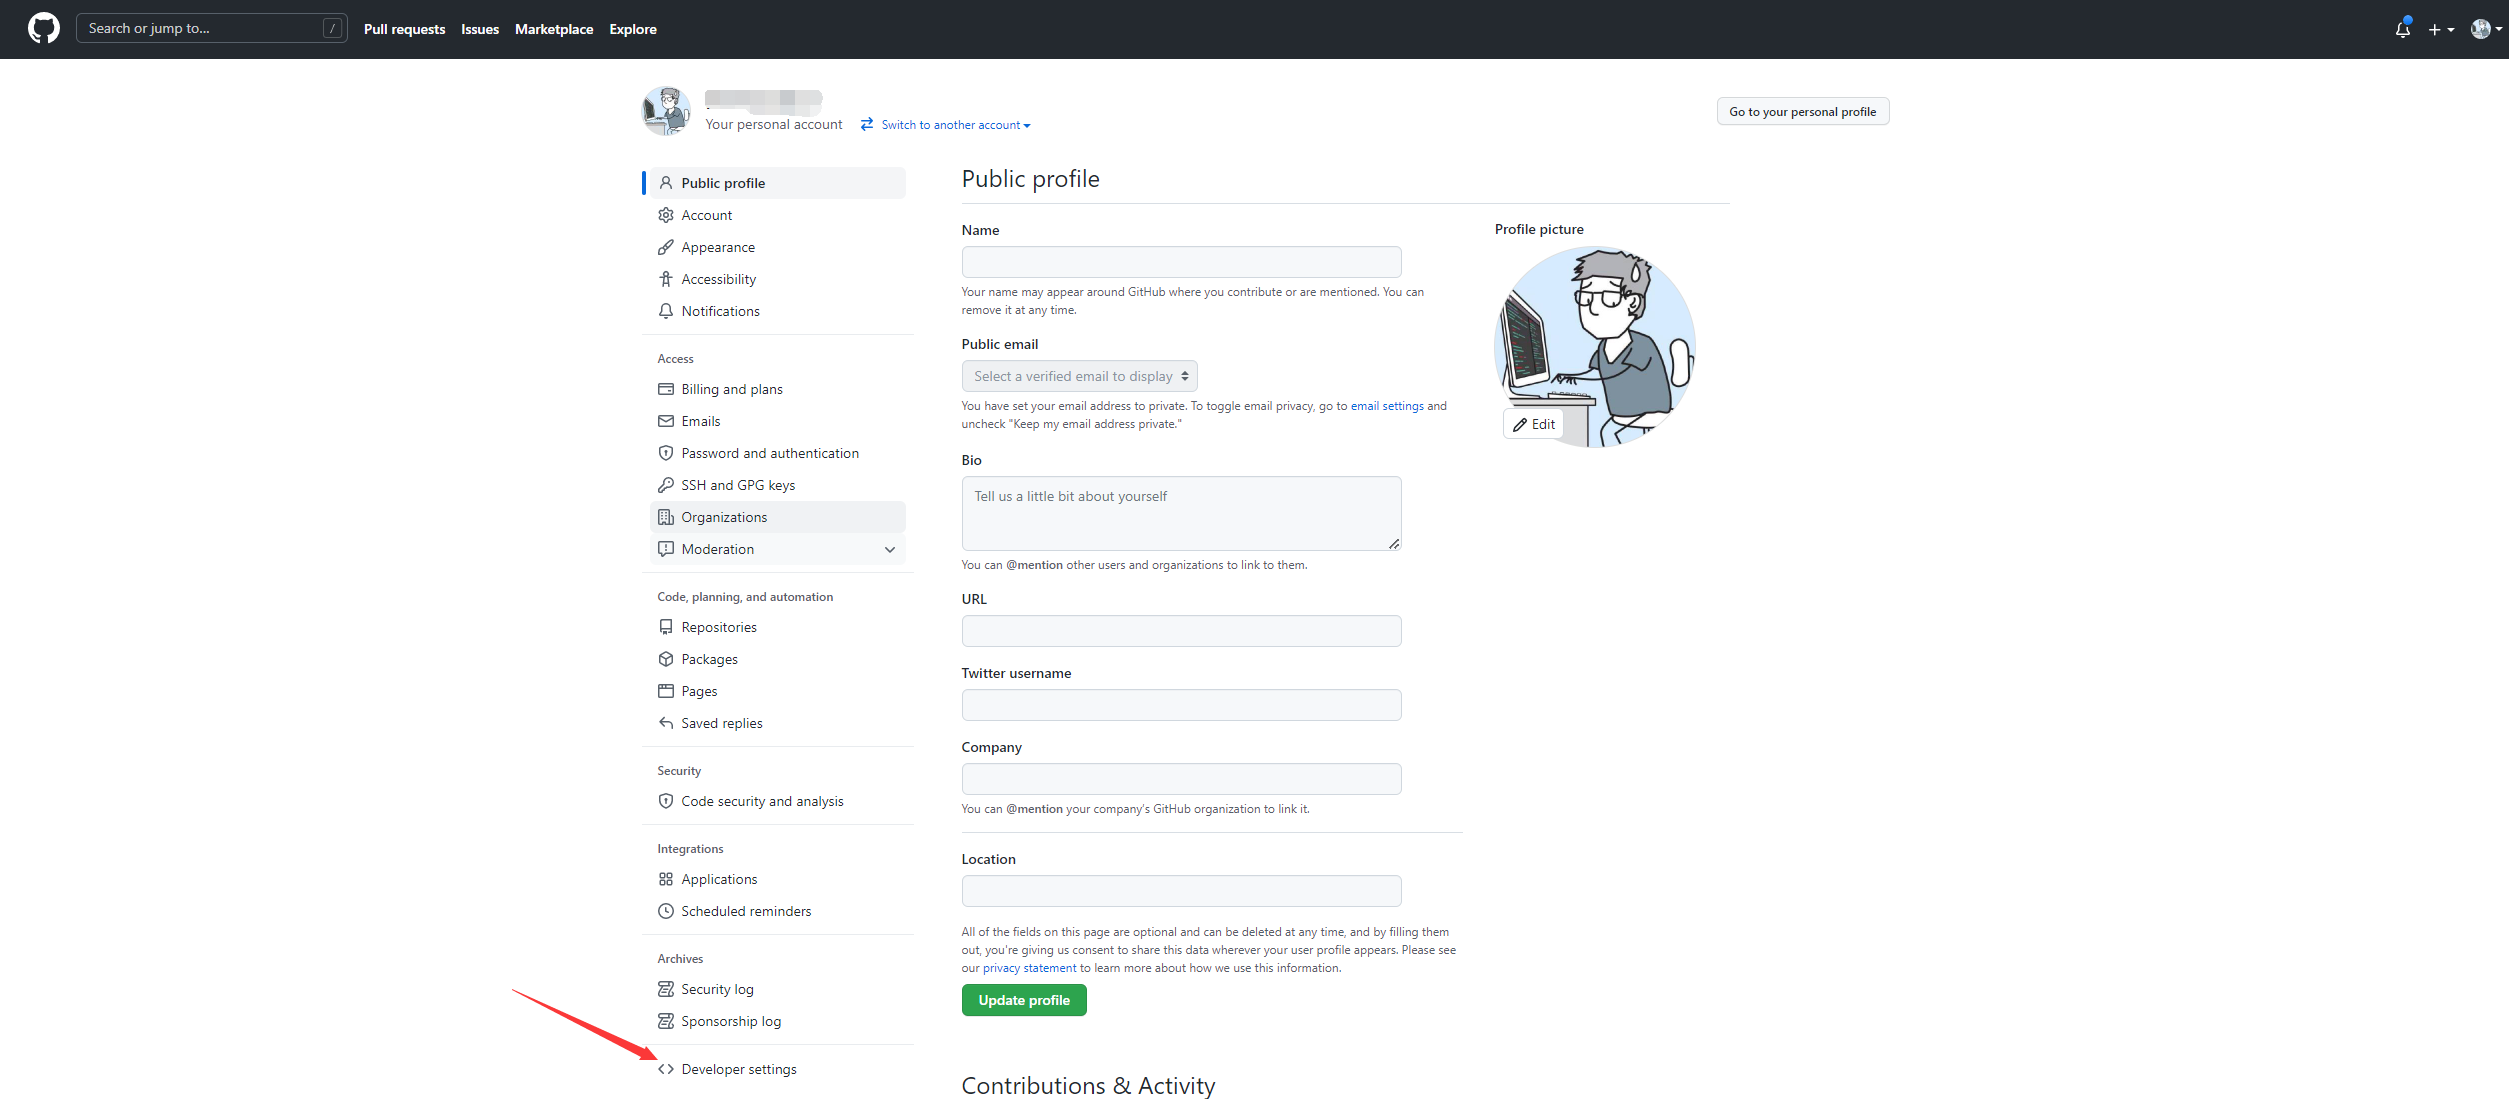 Search or jump to...
/
Pull requests
Issues
Marketplace
Explore
Your personal account
Switch to another account
Go to your personal profile
Public profile
Account
Appearance
Accessibility
Notifications
Access
Billing and plans
Emails
Password and authentication
SSH and GPG keys
Organizations
Moderation
Code, planning, and automation
Repositories
Packages
Pages
Saved replies
Security
Code security and analysis
Integrations
Applications
Scheduled reminders
Archives
Security log
Sponsorship log
Developer settings
Public profile
Name
Your name may appear around GitHub where you contribute or are mentioned. You can
remove it at any time.
Public email
Select a verified email to display
You have set your email address to private. To toggle email privacy, go to email settings and
uncheck "Keep my email address private."
Bio
Tell us a little bit about yourself
You can @mention other users and organizations to link to them.
URL
Twitter username
Company
You can @mention your company's GitHub organization to link it.
Location
All of the fields on this page are optional and can be deleted at any time, and by filling them
out, you're giving us consent to share this data wherever your user profile appears. Please see
our privacy statement to learn more about how we use this information.
Update profile
Contributions & Activity
Profile picture
Edit